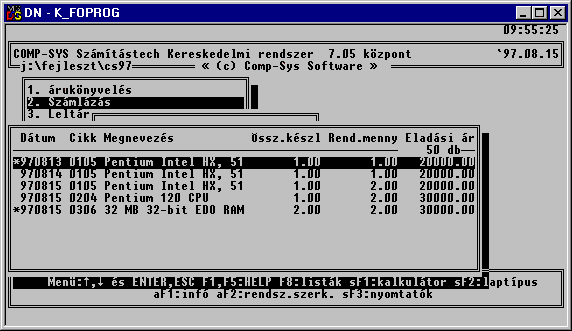 DN - K_FOPROG
09:55:25
COMP-SYS Számítástech Kereskedelmi rendszer 7.05 központ `97.08.15
j:\fejleszt\cs97 « (c) Comp-Sys Software »
1. árukönyvelés
2. Számlázás
3. Leltár
Dátum Cikk Megnevezés Össz.készl Rend.menny Eladási ár
50 db
*970813 0105 Pentium Intel HX, 51 1.00 1.00 20000.00
970814 0105 Pentium Intel HX, 51 1.00 1.00 20000.00
970815 0105 Pentium Intel HX, 51 1.00 2.00 20000.00
970815 0204 Pentium 120 CPU 1.00 2.00 30000.00
*970815 0306 32 MB 32-bit EDO RAM 2.00 2.00 30000.00
Menü:↑,↓ és ENTER,ESC F1,F5:HELP F8:listák sF1:kalkulátor sF2:laptípus
aF1:infó aF2:rendsz.szerk. sF3:nyomtatók